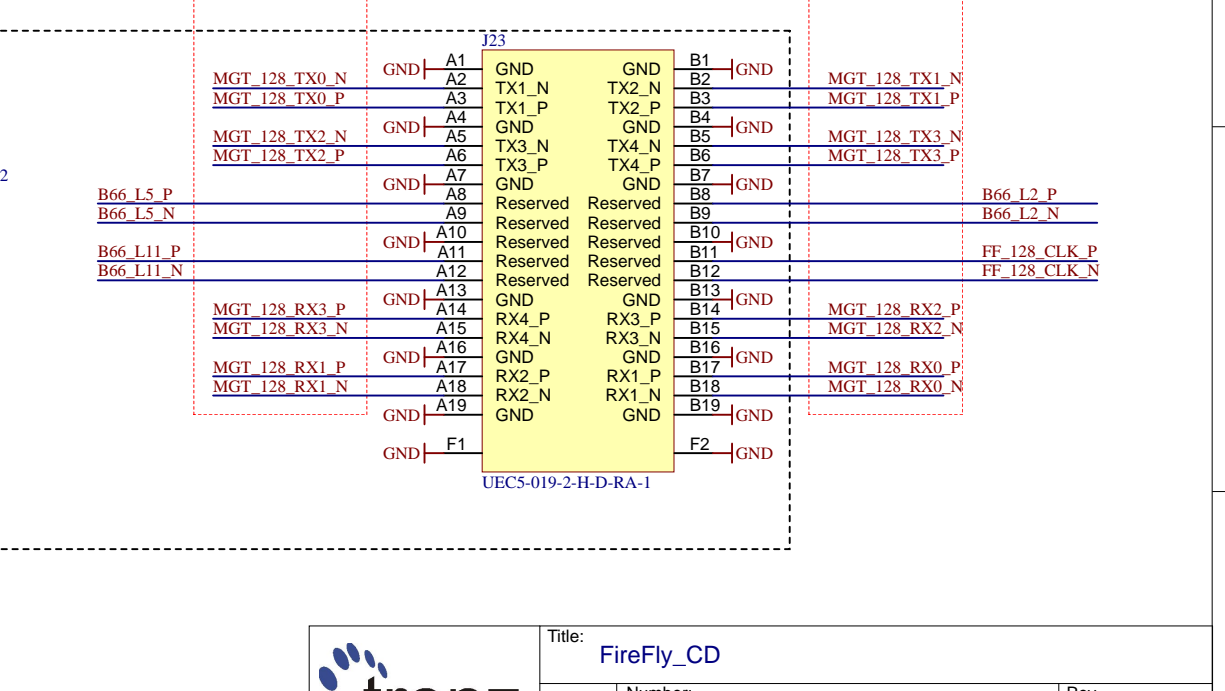 J23
A1 GND GND B1
GND GND
MGT_128_TX0_N A2 TX1_N TX2_N B2 MGT_128_TX1_N
MGT_128_TX0_P A3 TX1_P TX2_P B3 MGT_128_TX1_P
GND A4 GND GND B4 GND
MGT_128_TX2_N A5 TX3_N TX4_N B5 MGT_128_TX3_N
MGT_128_TX2_P A6 TX3_P TX4_P B6 MGT_128_TX3_P
2
GND A7 GND GND B7 GND
B66_L5_P A8 Reserved Reserved B8 B66_L2_P
B66_L5_N A9 Reserved Reserved B9 B66_L2_N
GND A10 Reserved Reserved B10 GND
B66_L11_P A11 Reserved Reserved B11 FF_128_CLK_P
B66_L11_N A12 Reserved Reserved B12 FF_128_CLK_N
GND A13 GND GND B13 GND
MGT_128_RX3_P A14 RX4_P RX3_P B14 MGT_128_RX2_P
MGT_128_RX3_N A15 RX4_N RX3_N B15 MGT_128_RX2_N
GND A16 GND GND B16 GND
MGT_128_RX1_P A17 RX2_P RX1_P B17 MGT_128_RX0_P
MGT_128_RX1_N A18 RX2_N RX1_N B18 MGT_128_RX0_N
GND A19 GND GND B19 GND
GND F1 F2 GND
UEC5-019-2-H-D-RA-1
Title:
FireFly_CD
Number:
Rev